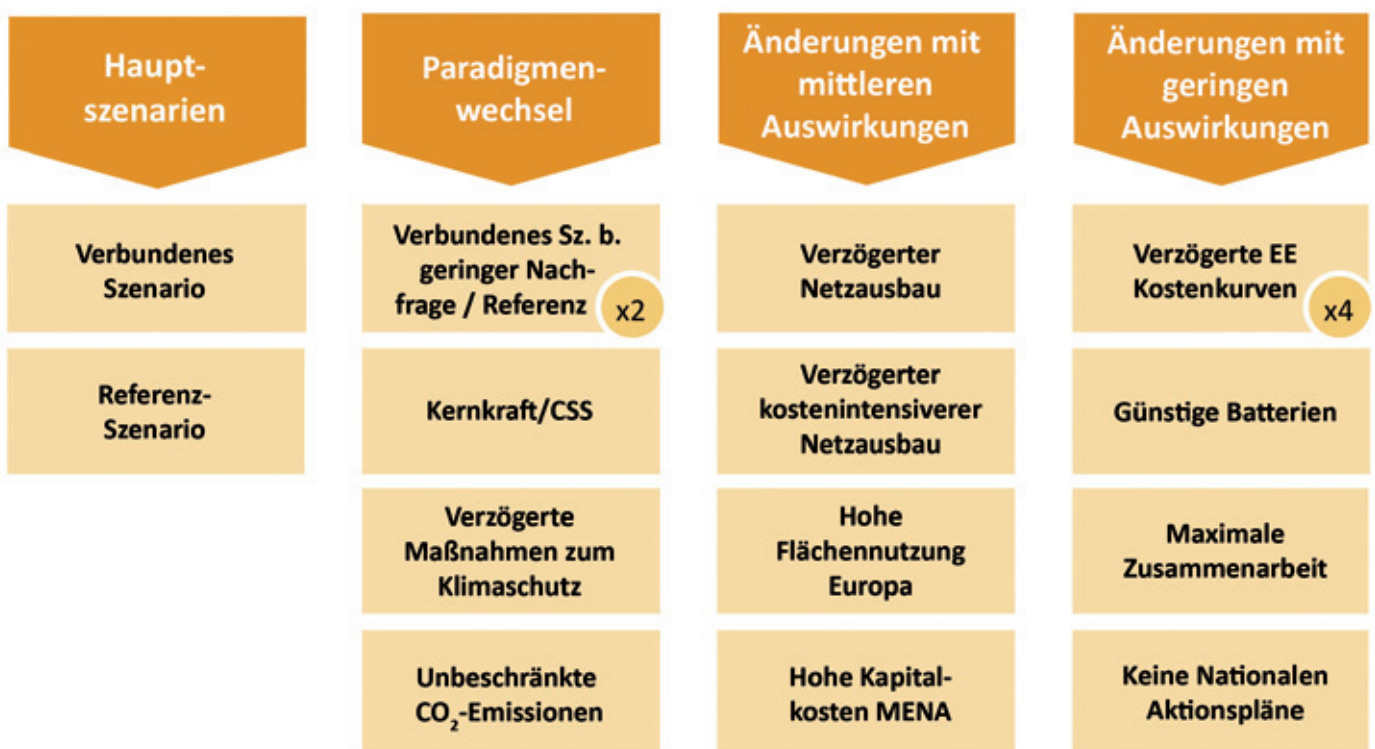 Haupt-
szenarien
Verbundenes
Szenario
Referenz-
Szenario
Paradigmen-
wechsel
Verbundenes Sz. b.
geringer Nach-
frage / Referenz
x2
Kernkraft/CSS
Verzögerte
Maßnahmen zum
Klimaschutz
Unbeschränkte
CO₂-Emissionen
Änderungen mit
mittleren
Auswirkungen
Verzögerter
Netzausbau
Verzögerter
kostenintensiverer
Netzausbau
Hohe
Flächennutzung
Europa
Hohe Kapital-
kosten MENA
Änderungen mit
geringen
Auswirkungen
Verzögerte EE
Kostenkurven
x4
Günstige Batterien
Maximale
Zusammenarbeit
Keine Nationalen
Aktionspläne